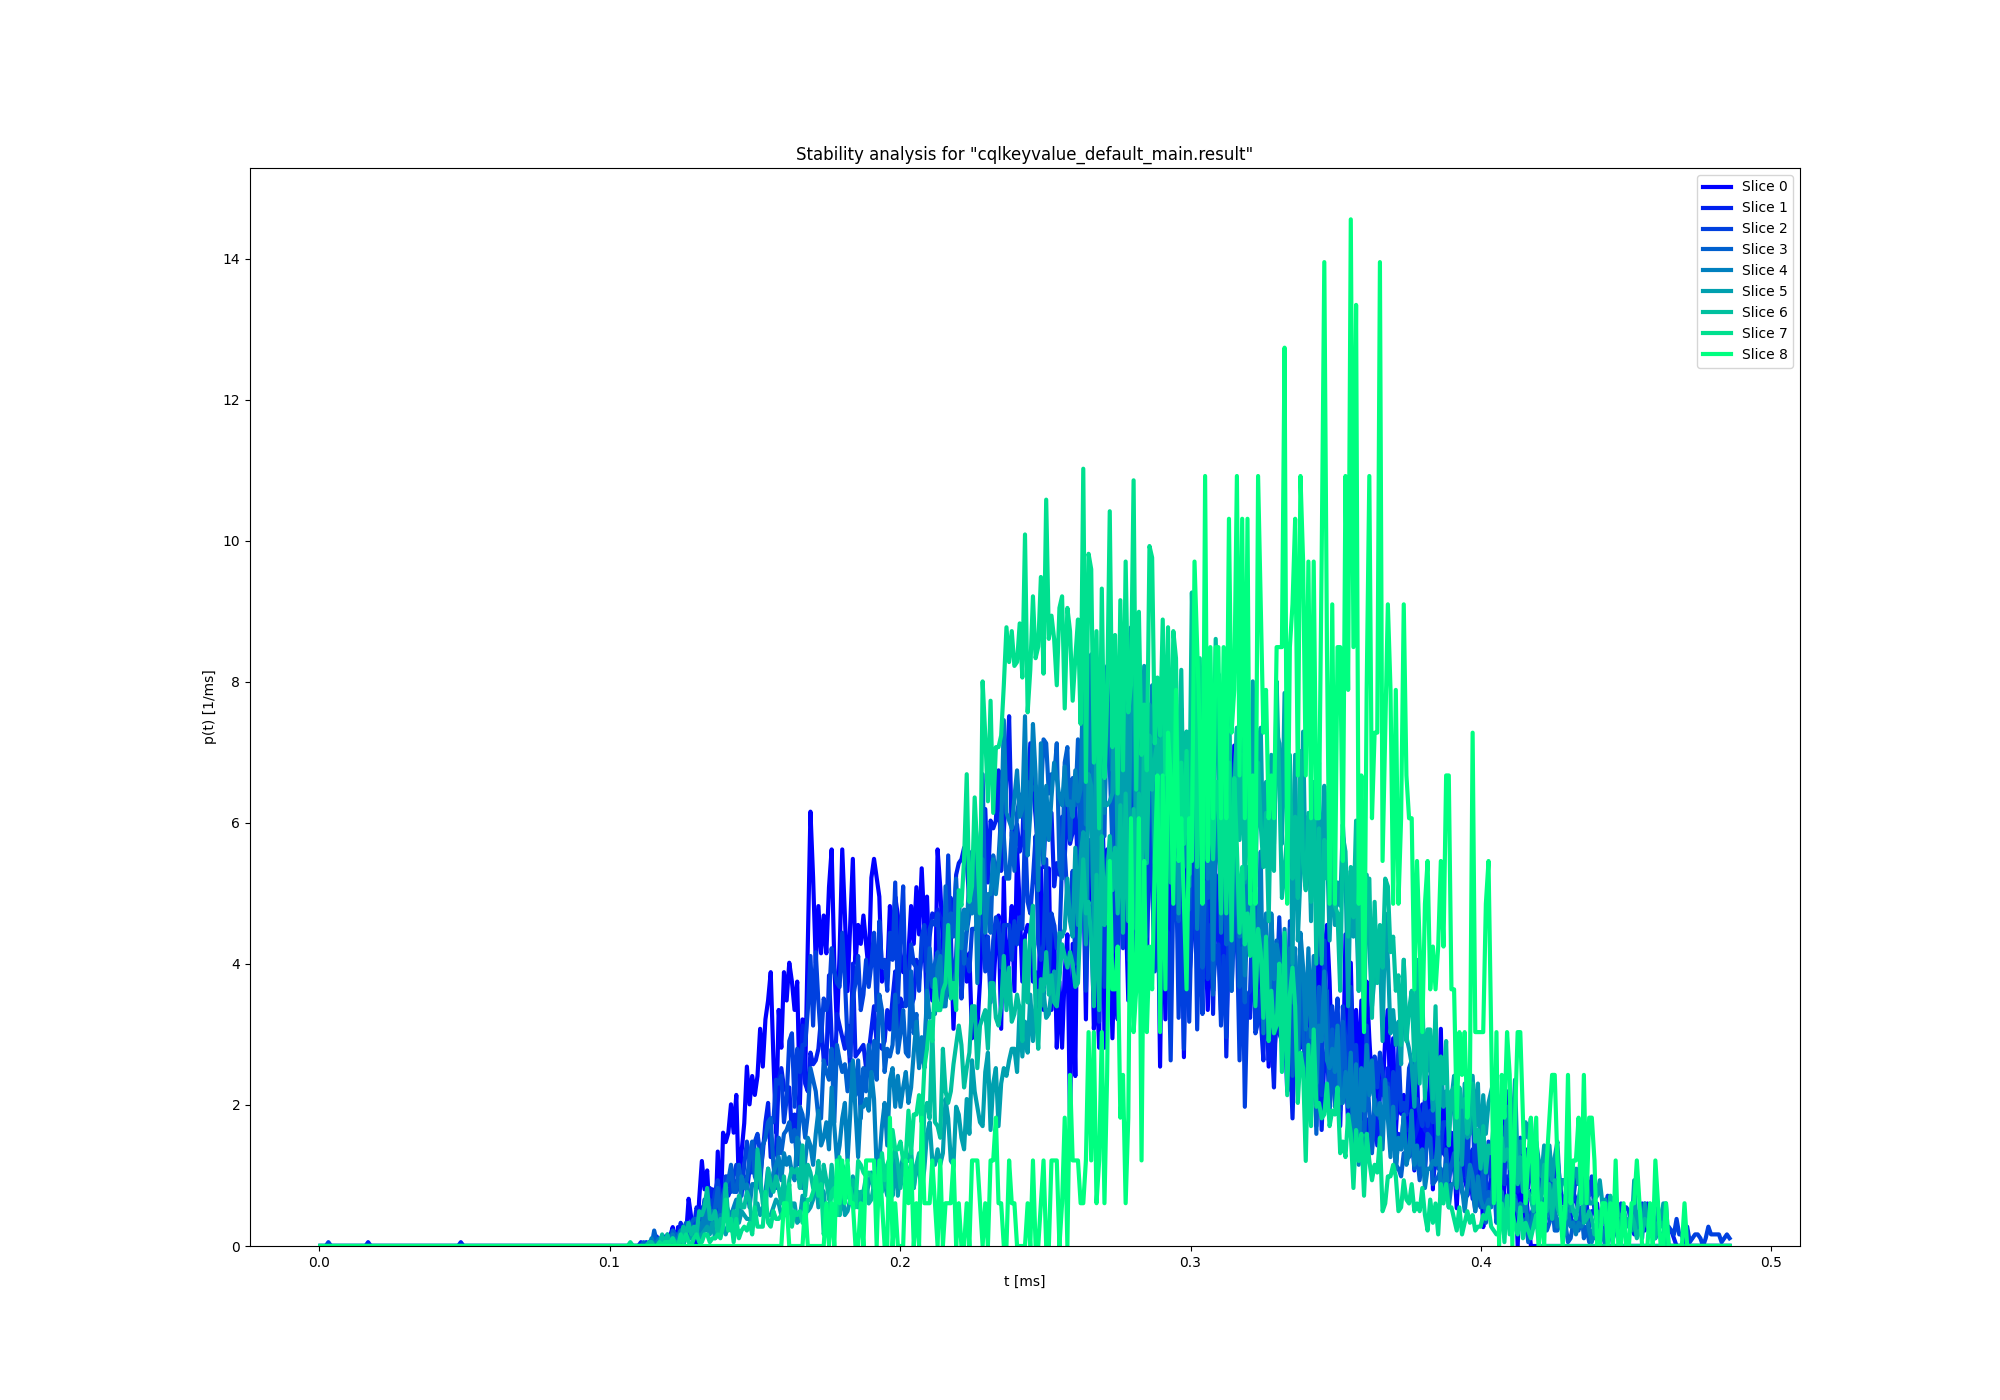 Stability analysis for "cqlkeyvalue_default_main.result"
Slice 0
Slice 1
Slice 2
Slice 3
Slice 4
Slice 5
Slice 6
Slice 7
Slice 8
14
12
10
8
6
4
2
0
p(t) [1/ms]
0.0 0.1 0.2 0.3 0.4 0.5
t [ms]